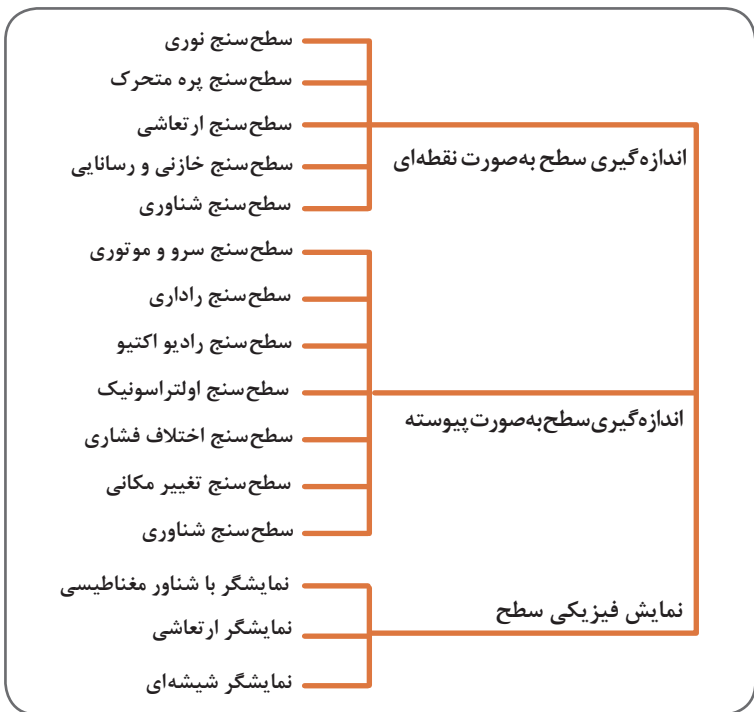 اندازه‌گیری سطح به‌صورت نقطه‌ای
سطح‌سنج نوری
سطح‌سنج پره متحرک
سطح‌سنج ارتعاشی
سطح‌سنج خازنی و رسانایی
سطح‌سنج شناوری
اندازه‌گیری سطح به‌صورت پیوسته
سطح‌سنج سرو و موتوری
سطح‌سنج راداری
سطح‌سنج رادیو اکتیو
سطح‌سنج اولتراسونیک
سطح‌سنج اختلاف فشاری
سطح‌سنج تغییر مکانی
سطح‌سنج شناوری
نمایش فیزیکی سطح
نمایشگر با شناور مغناطیسی
نمایشگر ارتعاشی
نمایشگر شیشه‌ای